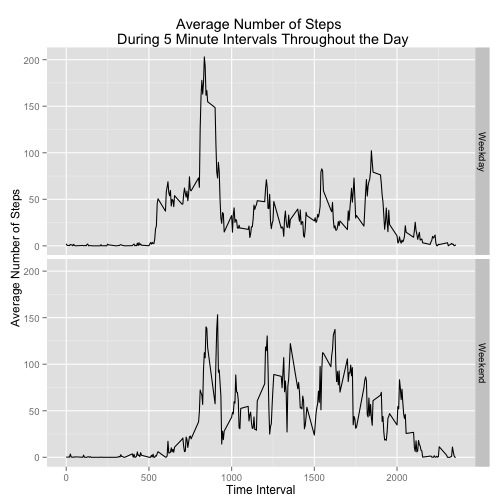 Average Number of Steps
During 5 Minute Intervals Throughout the Day
Average Number of Steps
200
150
100
50
0
Weekday
200
150
100
50
0
Weekend
0
500
1000
1500
2000
Time Interval